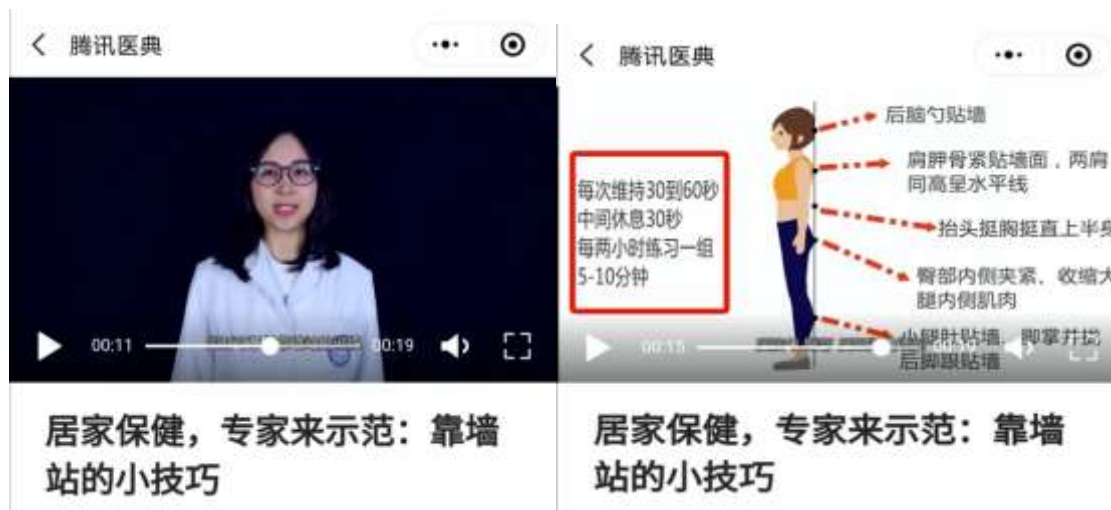 腾讯医典
00:11
00:19
居家保健，专家来示范：靠墙
站的小技巧
腾讯医典
后脑勺贴墙
肩胛骨紧贴墙面，两肩
同高呈水平线
抬头挺胸挺直上半身
臀部内侧夹紧、收缩大
腿内侧肌肉
小腿肚贴墙、脚掌并拢
后脚跟贴墙
每次维持30到60秒
中间休息30秒
每两小时练习一组
5-10分钟
00:15
居家保健，专家来示范：靠墙
站的小技巧